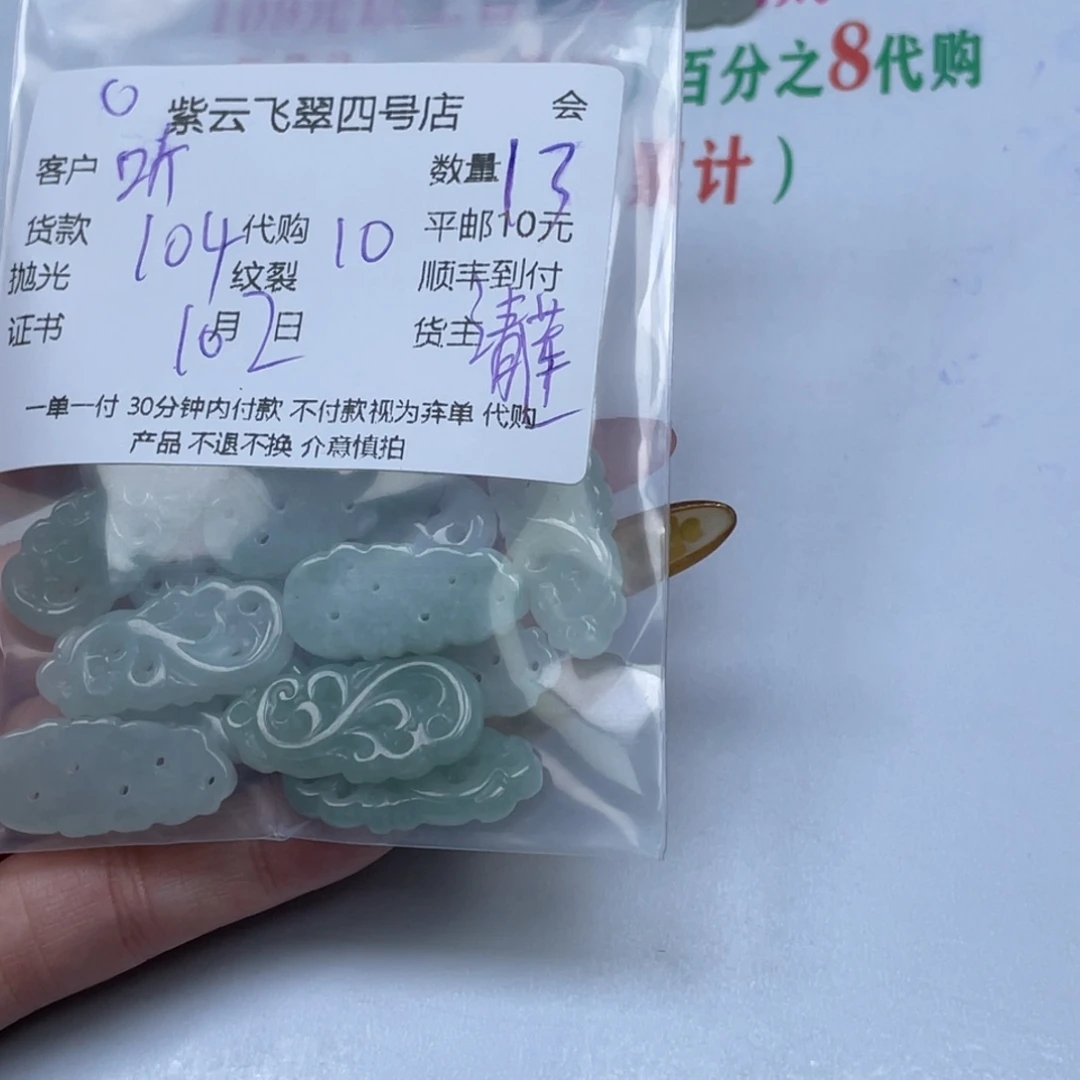 百分之8代购
计）
紫云飞翠四号店 会
客户 听 数量 13
货款 104 代购 10 平邮10元
抛光 纹裂 顺丰到付
证书 10月2日 货主 清莲
一单一付 30分钟内付款 不付款视为弃单 代购
产品 不退不换 介意慎拍